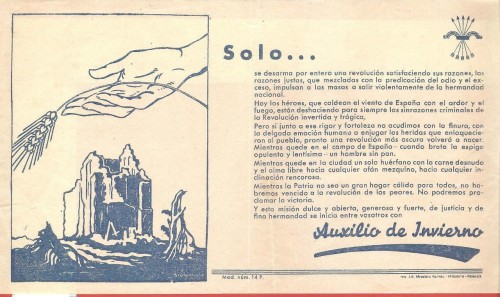 Solo...
se desarma por entero una revolución satisfaciendo sus razones, las
razones justas, que mezcladas con la predicación del odio y el ex-
ceso, impulsan a las masas a salir violentamente de la hermandad
nacional.
Hoy los héroes, que caldean el viento de España con el ardor y el
fuego, están deshaciendo para siempre las sinrazones criminales de
la Revolución invertida y trágica,
Pero si junto a ese rigor y fortaleza no acudimos con la finura, con
la delgada emoción humana a enjugar las heridas que enloquecie-
ron al pueblo, pronto una revolución más oscura volverá a nacer.
Mientras quede en el campo de España—cuando brota la espiga
opulenta y lentísima—un hombre sin pan.
Mientras quede en la ciudad un solo huérfano con la carne desnuda
y el alma libre hacia cualquier afán mezquino, hacia cualquier in-
clinación rencorosa.
Mientras la Patria no sea un gran hogar cálido para todos, no ha-
bremos vencido a la revolución de los peores. No podremos pro-
clamar la victoria.
Y esta misión dulce y abierta, generosa y fuerte, de justicia y de
fina hermandad se inicia entre vosotros con
Auxilio de Invierno
Mod. núm. 14 P.